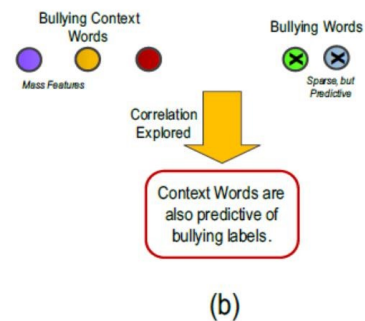 Bullying Context
Words
Bullying Words
Mass Features
Sparse, but
Predictive
Correlation
Explored
Context Words are
also predictive of
bullying labels.
(b)